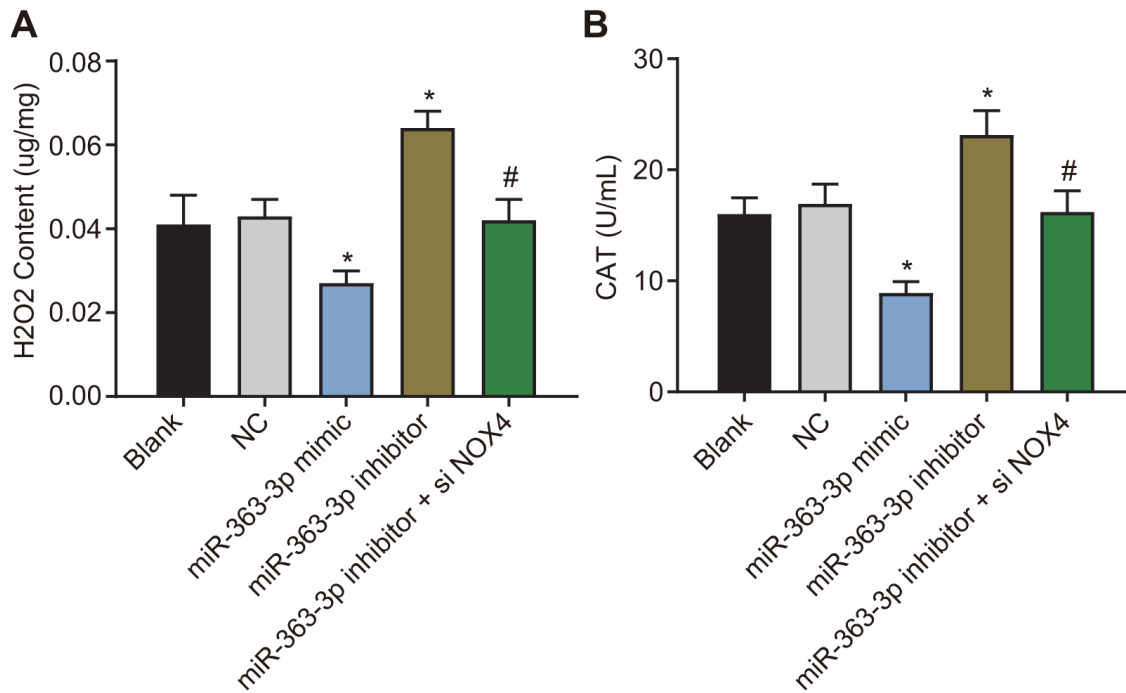 A
H2O2 Content (ug/mg)
0.08
0.06
0.04
0.02
0.00
*
*
#
Blank
NC
miR-363-3p mimic
miR-363-3p inhibitor
miR-363-3p inhibitor + si NOX4
B
CAT (U/mL)
30
20
10
0
*
*
#
Blank
NC
miR-363-3p mimic
miR-363-3p inhibitor
miR-363-3p inhibitor + si NOX4